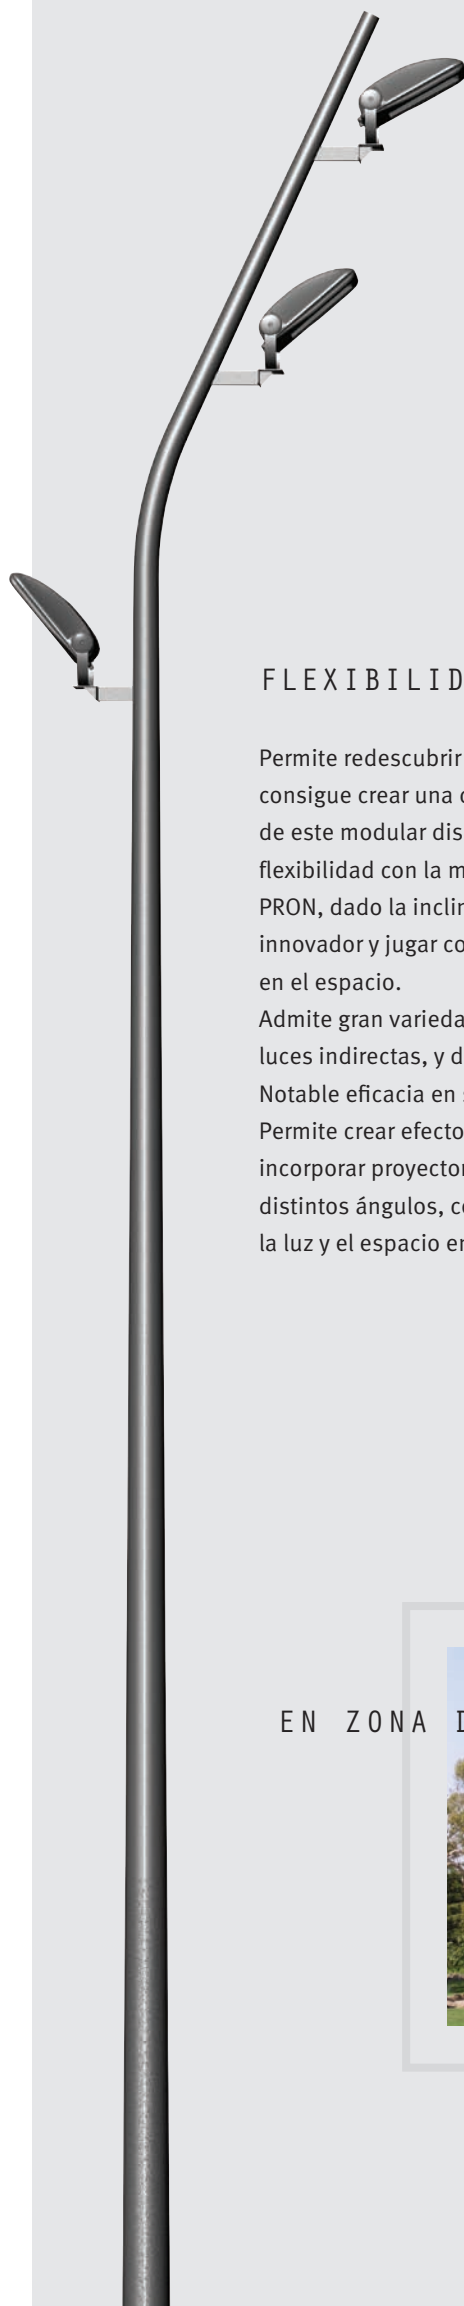 FLEXIBILID
Permite redescubrir
consigue crear una
de este modular dis
flexibilidad con la m
PRON, dado la inclin
innovador y jugar co
en el espacio.
Admite gran varieda
luces indirectas, y d
Notable eficacia en
Permite crear efecto
incorporar proyector
distintos ángulos, c
la luz y el espacio en
EN ZONA D